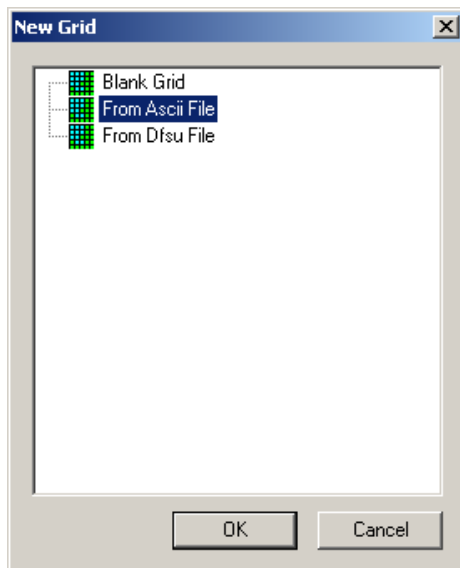 New Grid
Blank Grid
From Ascii File
From Dfsu File
OK
Cancel